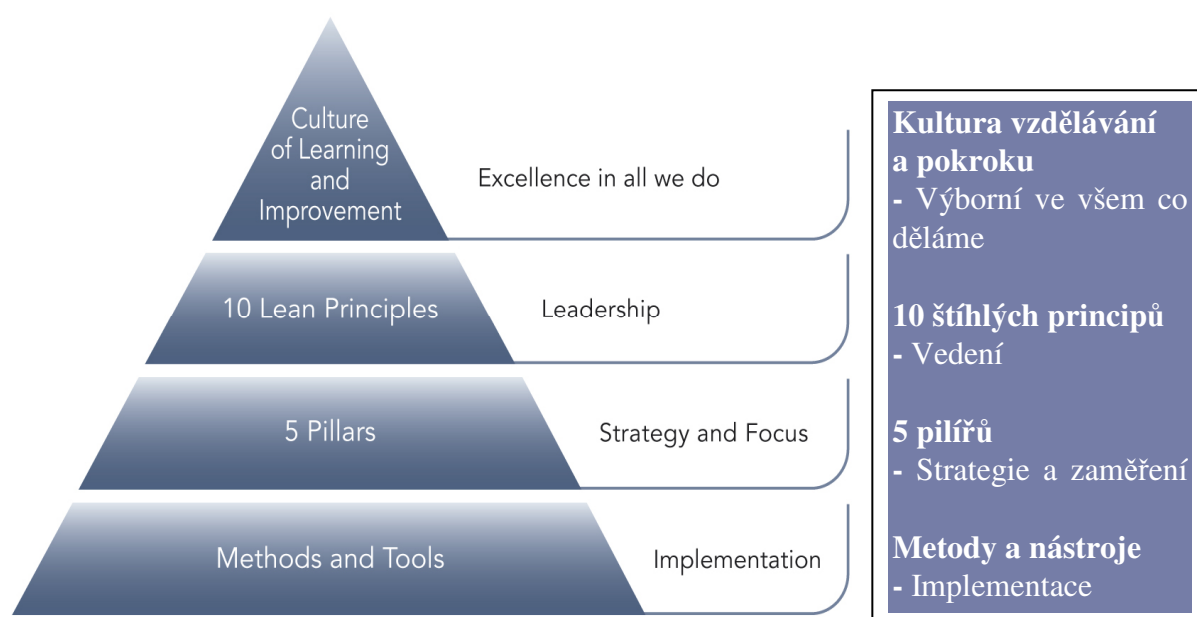 Culture
of Learning
and
Improvement
Excellence in all we do
10 Lean Principles
Leadership
5 Pillars
Strategy and Focus
Methods and Tools
Implementation
Kultura vzdělávání
a pokroku
- Výborní ve všem co
děláme
10 štíhlých principů
- Vedení
5 pilířů
- Strategie a zaměření
Metody a nástroje
- Implementace